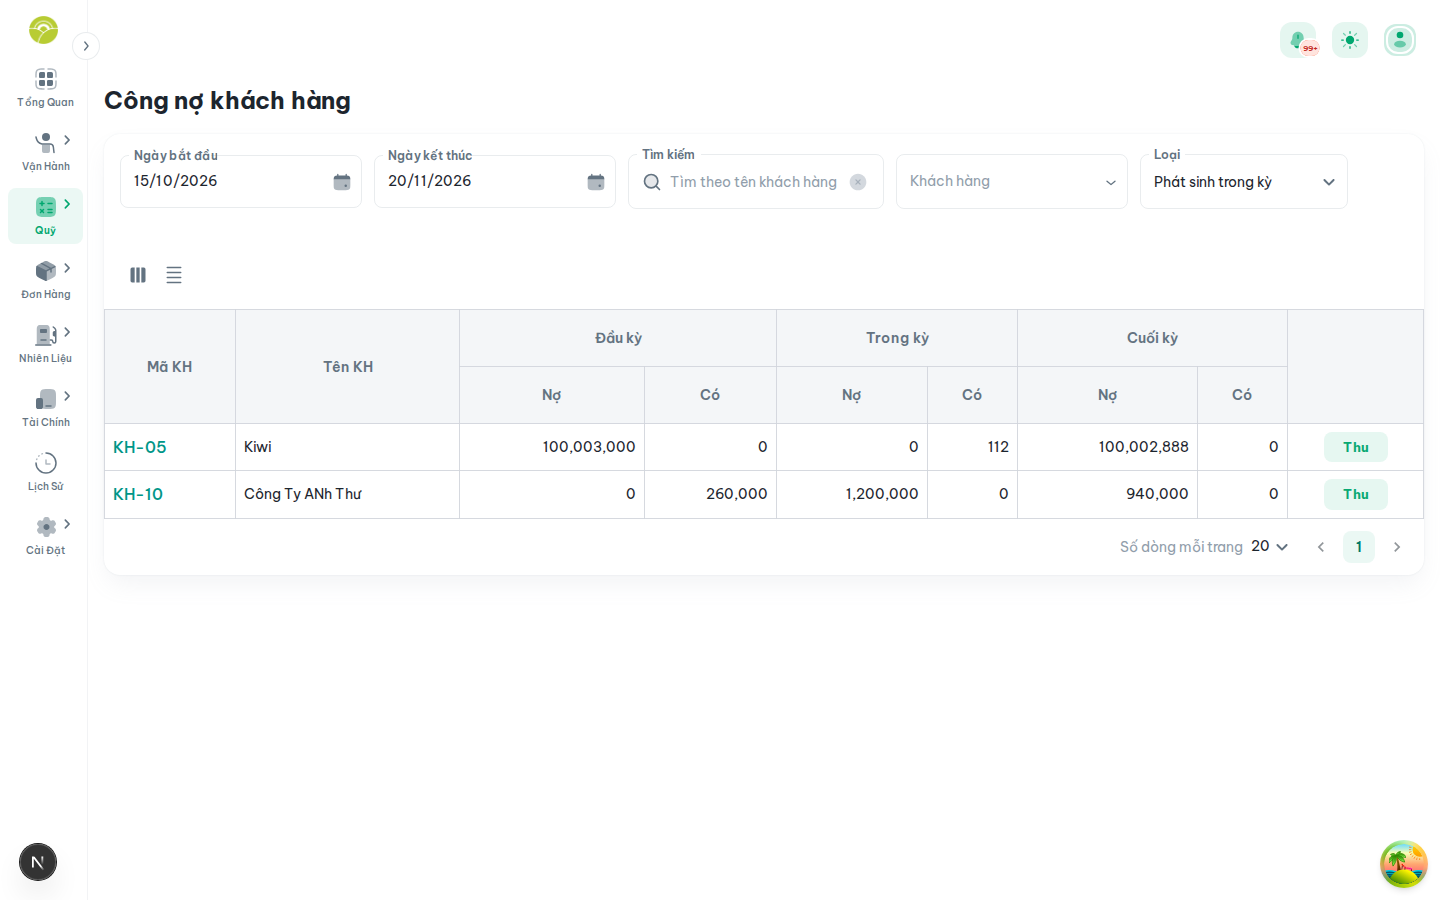 99+
Tổng Quan
Vận Hành
Quỹ
Đơn Hàng
Nhiên Liệu
Tài Chính
Lịch Sử
Cài Đặt
N
Công nợ khách hàng
Ngày bắt đầu
15/10/2026
Ngày kết thúc
20/11/2026
Tìm kiếm
Tìm theo tên khách hàng
Khách hàng
Loại
Phát sinh trong kỳ
Mã KH Tên KH Đầu kỳ Trong kỳ Cuối kỳ
Nợ Có Nợ Có Nợ Có
KH-05 Kiwi 100,003,000 0 0 112 100,002,888 0 Thu
KH-10 Công Ty ANh Thư 0 260,000 1,200,000 0 940,000 0 Thu
Số dòng mỗi trang 20 1